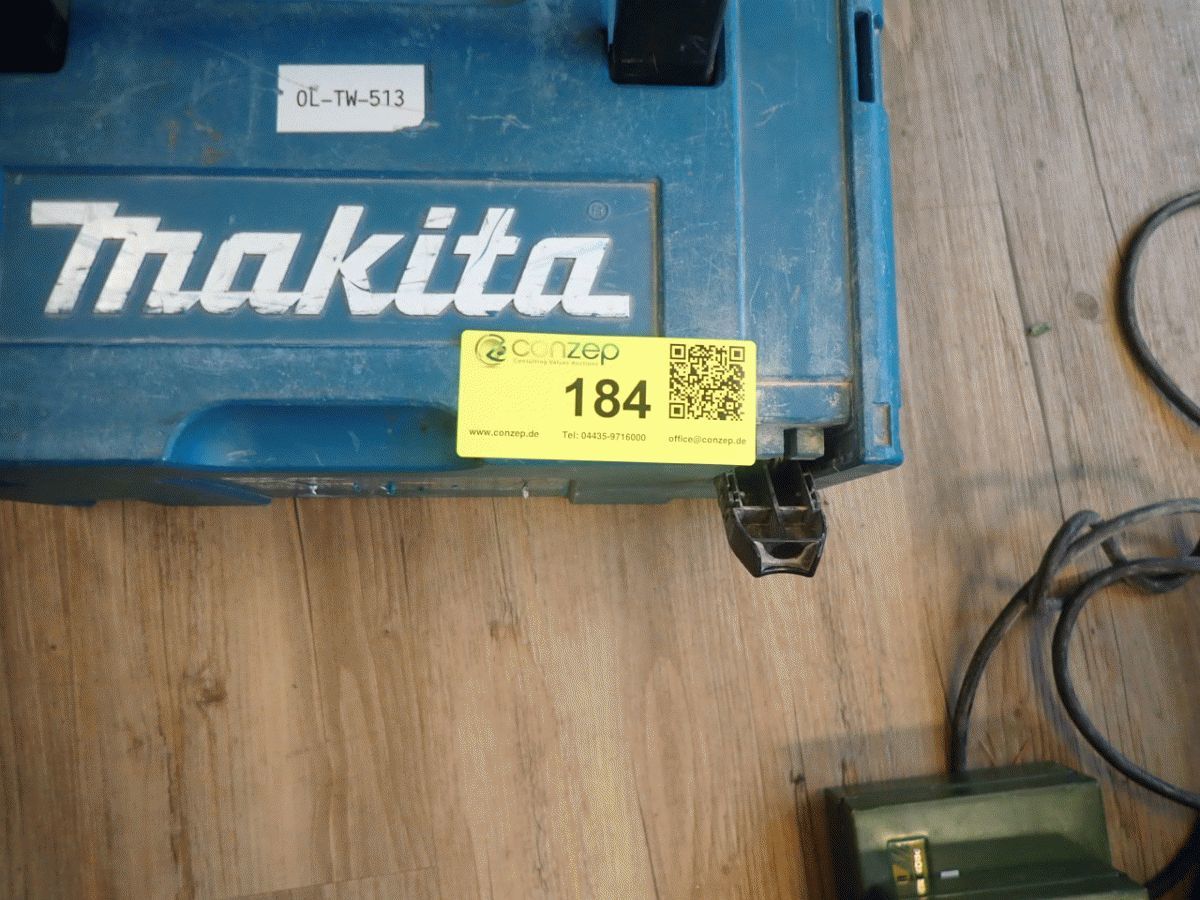 OL-TW-513
makita®
conzep
Consulting Values Auctions
184
www.conzep.de
Tel: 04435-9716000
office@conzep.de